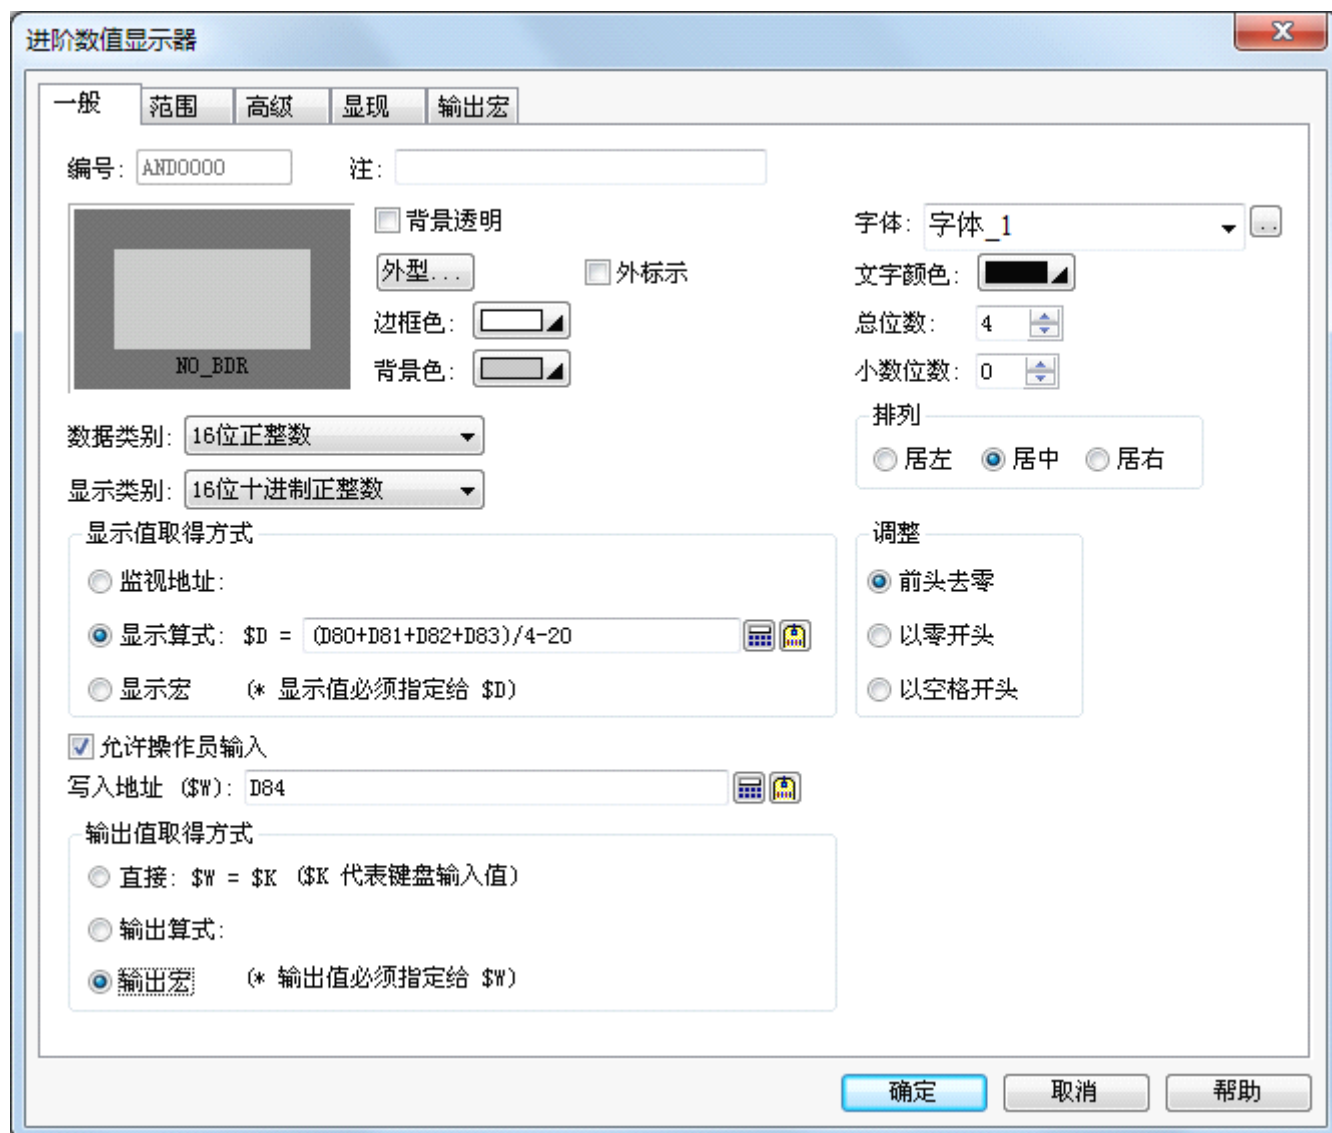 进阶数值显示器
一般 范围 高级 显现 输出宏
编号: AND0000 注:
背景透明 字体: 字体_1 ..
外型... 外标示 文字颜色:
边框色: 总位数: 4
NO_BDR 背景色: 小数位数: 0
排列
数据类别: 16位正整数
居左 居中 居右
显示类别: 16位十进制正整数
显示值取得方式 调整
监视地址: 前头去零
显示算式: $D = (D80+D81+D82+D83)/4-20 以零开头
显示宏 (* 显示值必须指定给 $D) 以空格开头
允许操作员输入
写入地址 ($W): D84
输出值取得方式
直接: $W = $K ($K 代表键盘输入值)
输出算式:
输出宏 (* 输出值必须指定给 $W)
确定 取消 帮助